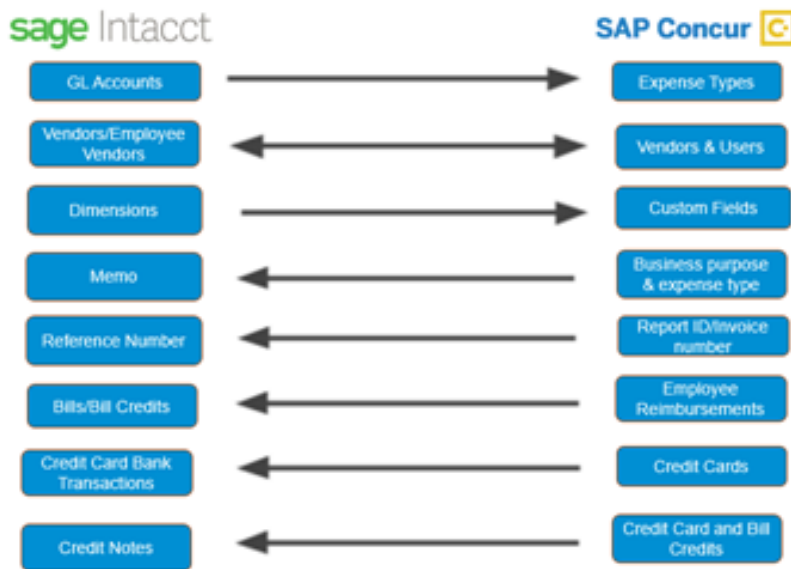 sage Intacct
SAP Concur C
GL Accounts
Expense Types
Vendors/Employee
Vendors
Vendors & Users
Dimensions
Custom Fields
Memo
Business purpose
& expense type
Reference Number
Report ID/Invoice
number
Bills/Bill Credits
Employee
Reimbursements
Credit Card Bank
Transactions
Credit Cards
Credit Notes
Credit Card and Bill
Credits